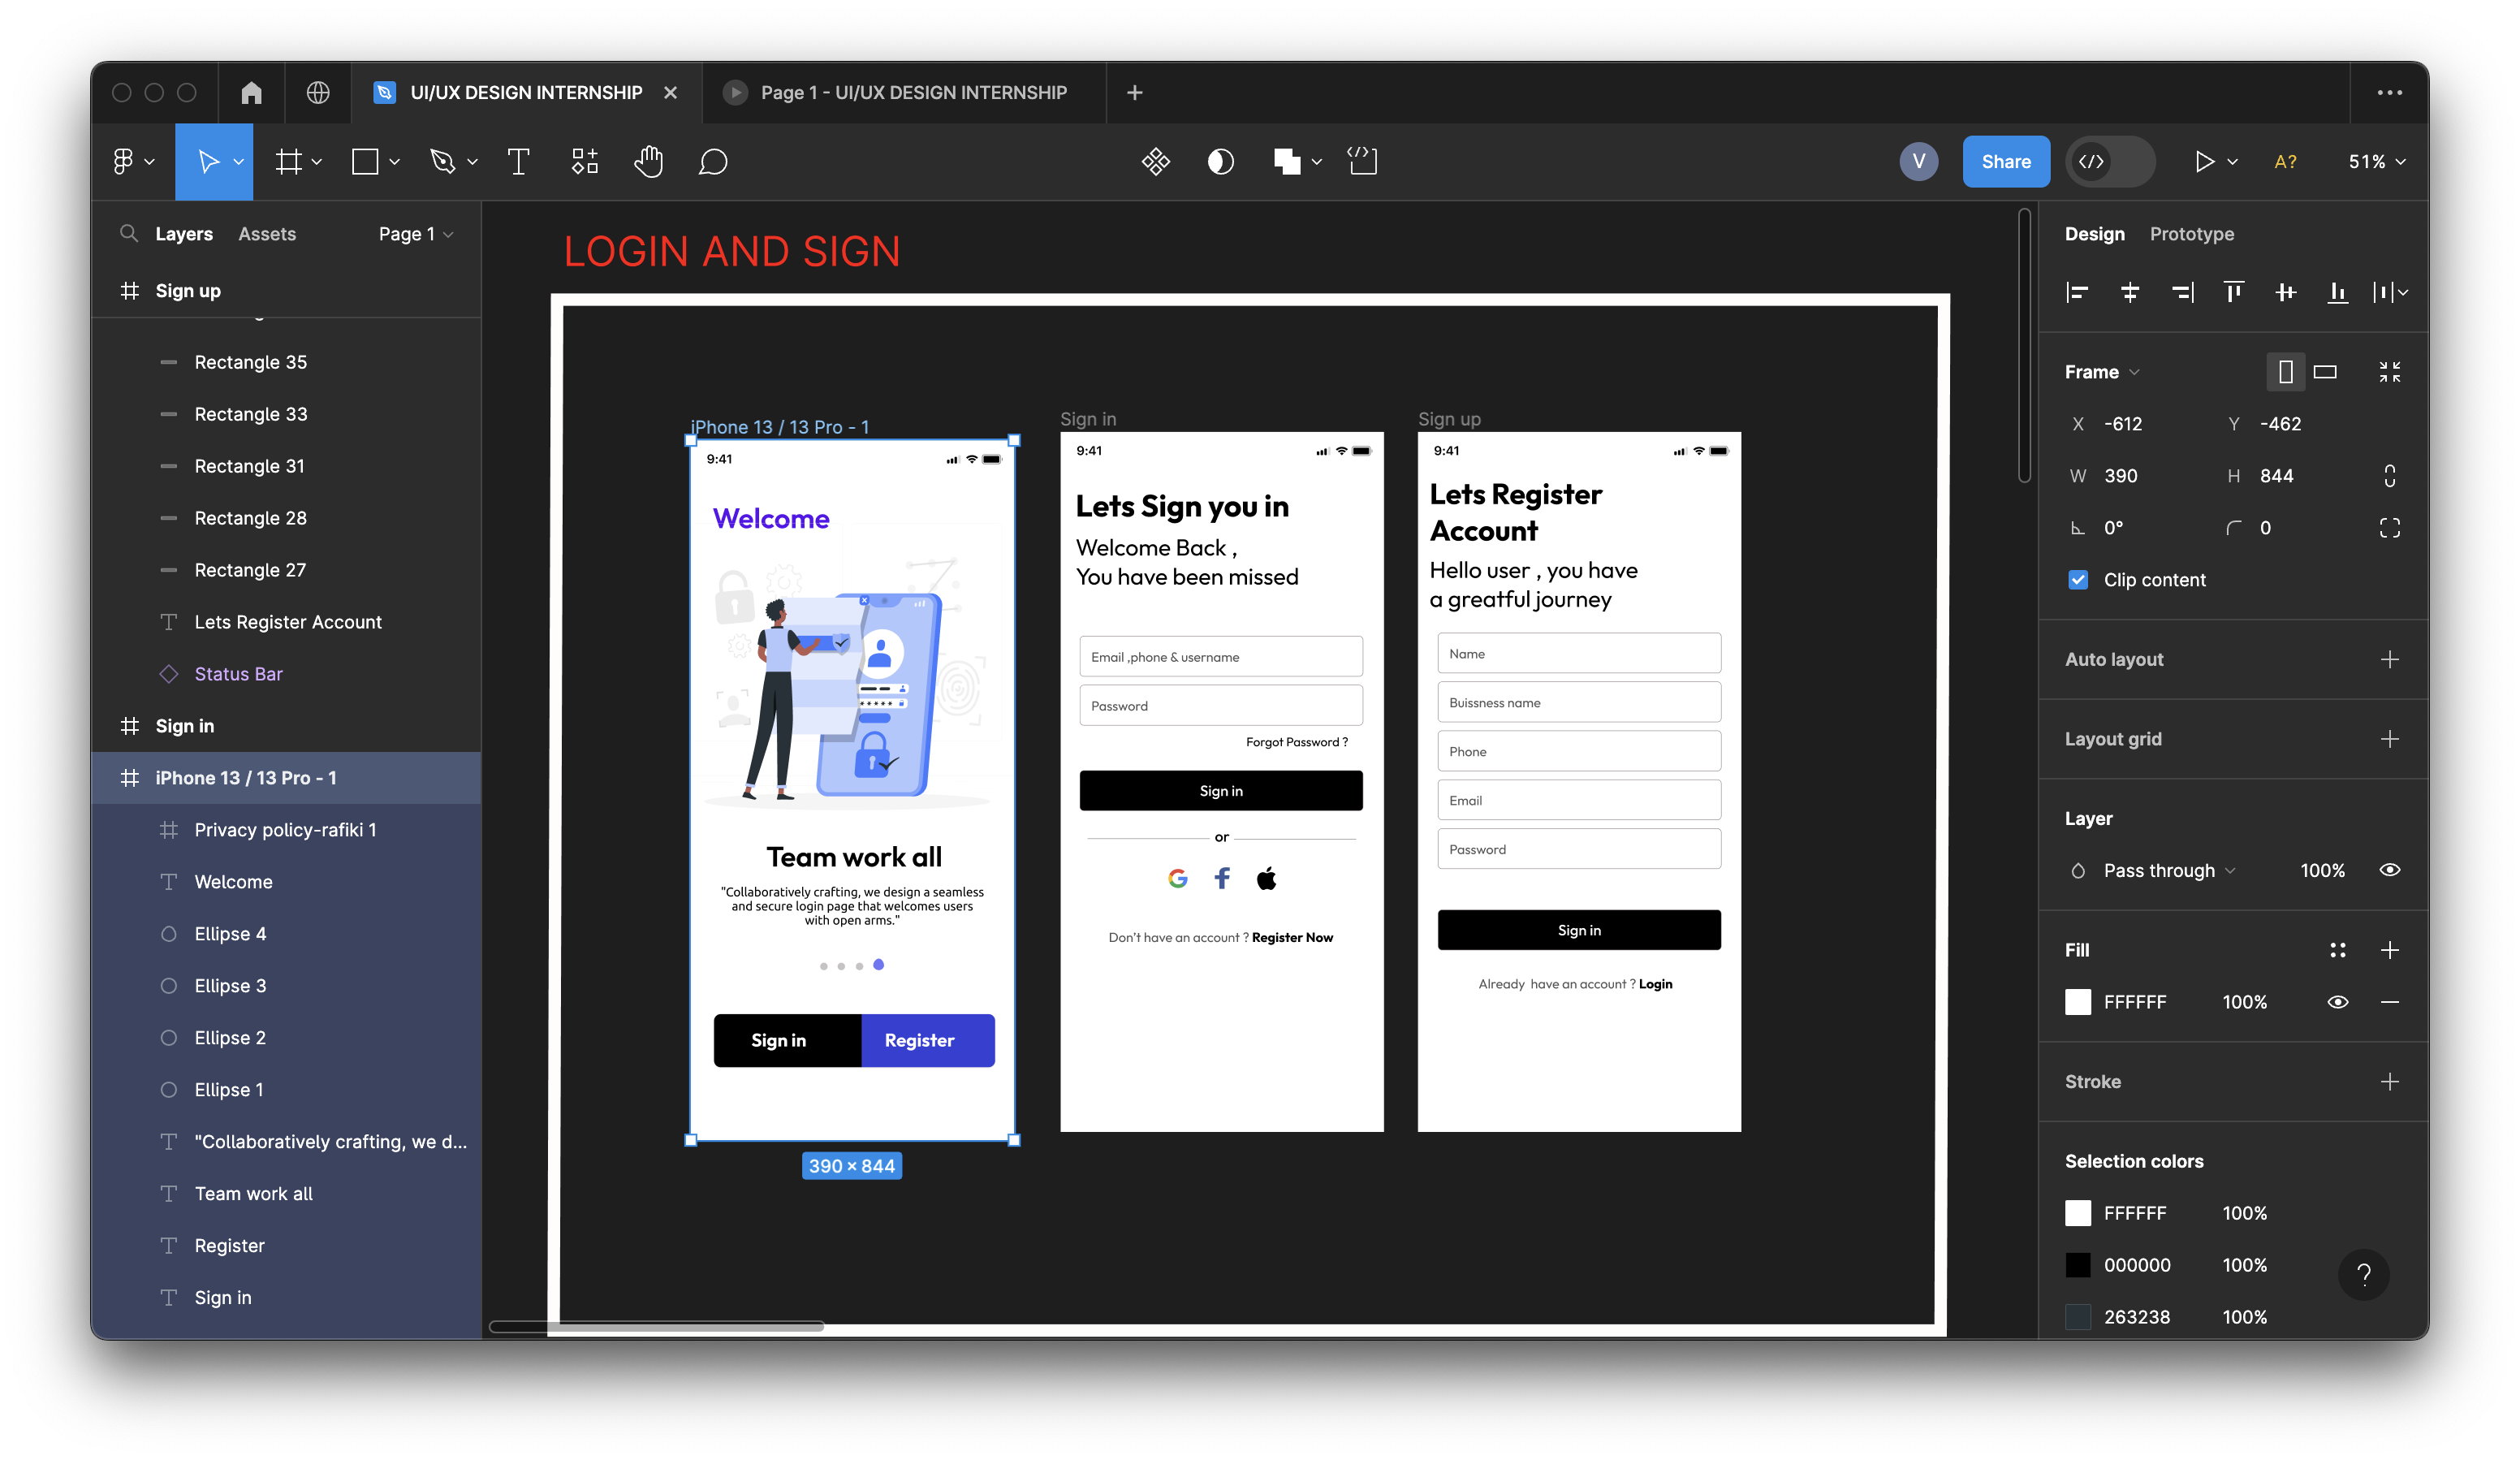 UI/UX DESIGN INTERNSHIP
Page 1 - UI/UX DESIGN INTERNSHIP
V
Share
A?
51%
Layers
Assets
Page 1
Sign up
Rectangle 35
Rectangle 33
Rectangle 31
Rectangle 28
Rectangle 27
Lets Register Account
Status Bar
Sign in
iPhone 13 / 13 Pro - 1
Privacy policy-rafiki 1
Welcome
Ellipse 4
Ellipse 3
Ellipse 2
Ellipse 1
"Collaboratively crafting, we d...
Team work all
Register
Sign in
LOGIN AND SIGN
iPhone 13 / 13 Pro - 1
9:41
Welcome
Team work all
"Collaboratively crafting, we design a seamless
and secure login page that welcomes users
with open arms."
Sign in
Register
390 × 844
Sign in
9:41
Lets Sign you in
Welcome Back ,
You have been missed
Email ,phone & username
Password
Forgot Password ?
Sign in
or
Don't have an account ? Register Now
Sign up
9:41
Lets Register
Account
Hello user , you have
a greatful journey
Name
Buissness name
Phone
Email
Password
Sign in
Already have an account ? Login
Design
Prototype
Frame
X -612
Y -462
W 390
H 844
0°
0
Clip content
Auto layout
Layout grid
Layer
Pass through
100%
Fill
FFFFFF
100%
Stroke
Selection colors
FFFFFF
100%
000000
100%
263238
100%
?